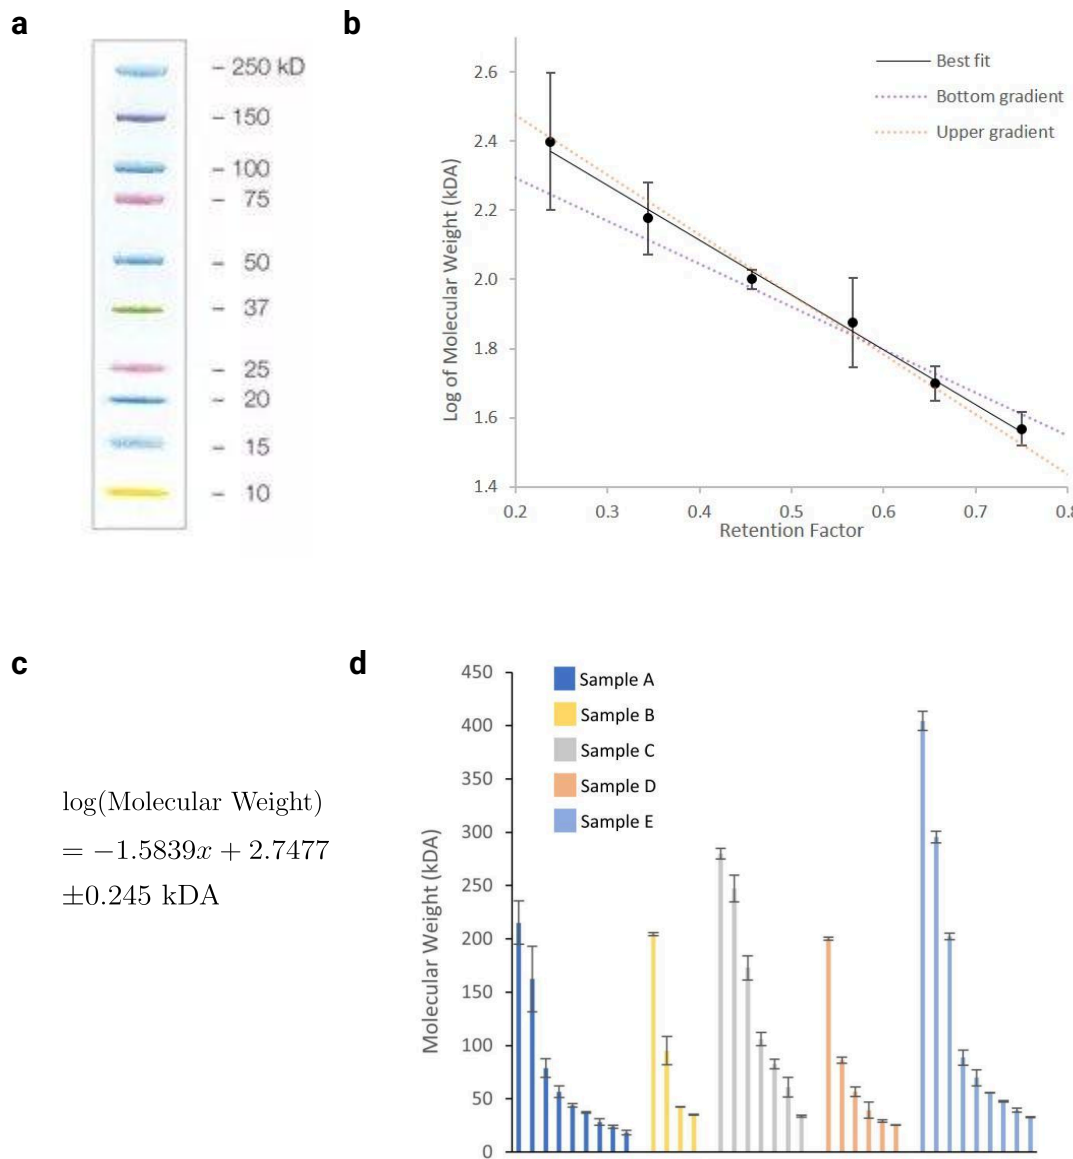 a
- 250 kD
- 150
- 100
- 75
- 50
- 37
- 25
- 20
- 15
- 10
b
Log of Molecular Weight (kDA)
2.6
2.4
2.2
2.0
1.8
1.6
1.4
0.2 0.3 0.4 0.5 0.6 0.7 0.8
Retention Factor
Best fit
Bottom gradient
Upper gradient
c
log(Molecular Weight)
= −1.5839x + 2.7477
±0.245 kDA
d
Molecular Weight (kDA)
450
400
350
300
250
200
150
100
50
0
Sample A
Sample B
Sample C
Sample D
Sample E